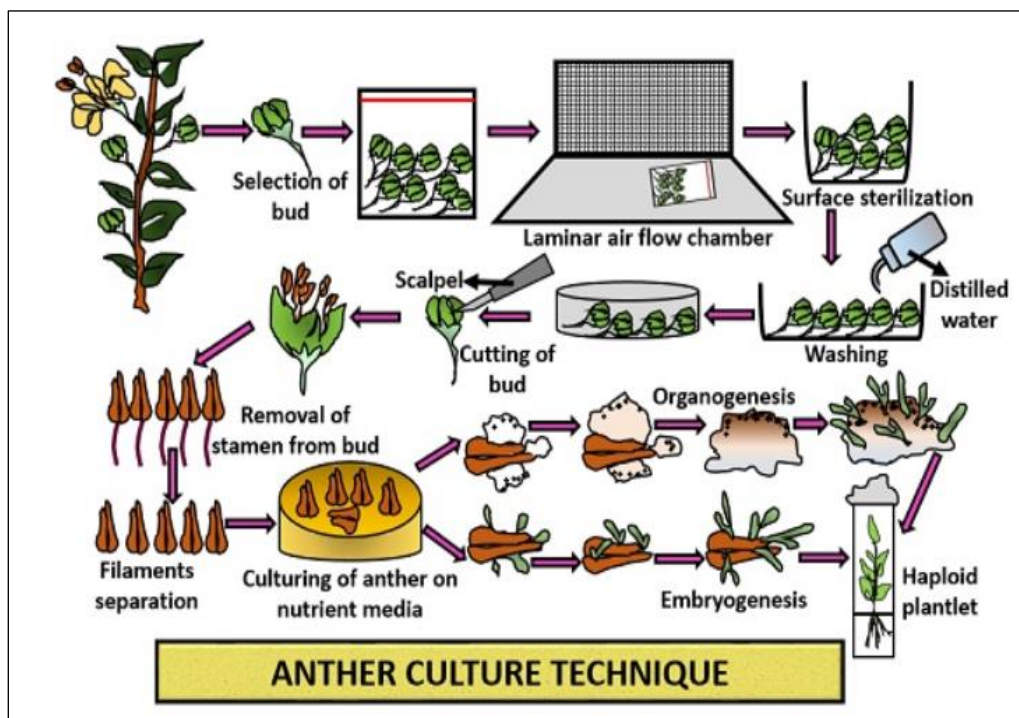 Selection of
bud
Laminar air flow chamber
Surface sterilization
Distilled
water
Washing
Scalpel
Cutting of
bud
Removal of
stamen from bud
Filaments
separation
Culturing of anther on
nutrient media
Organogenesis
Embryogenesis
Haploid
plantlet
ANTHER CULTURE TECHNIQUE